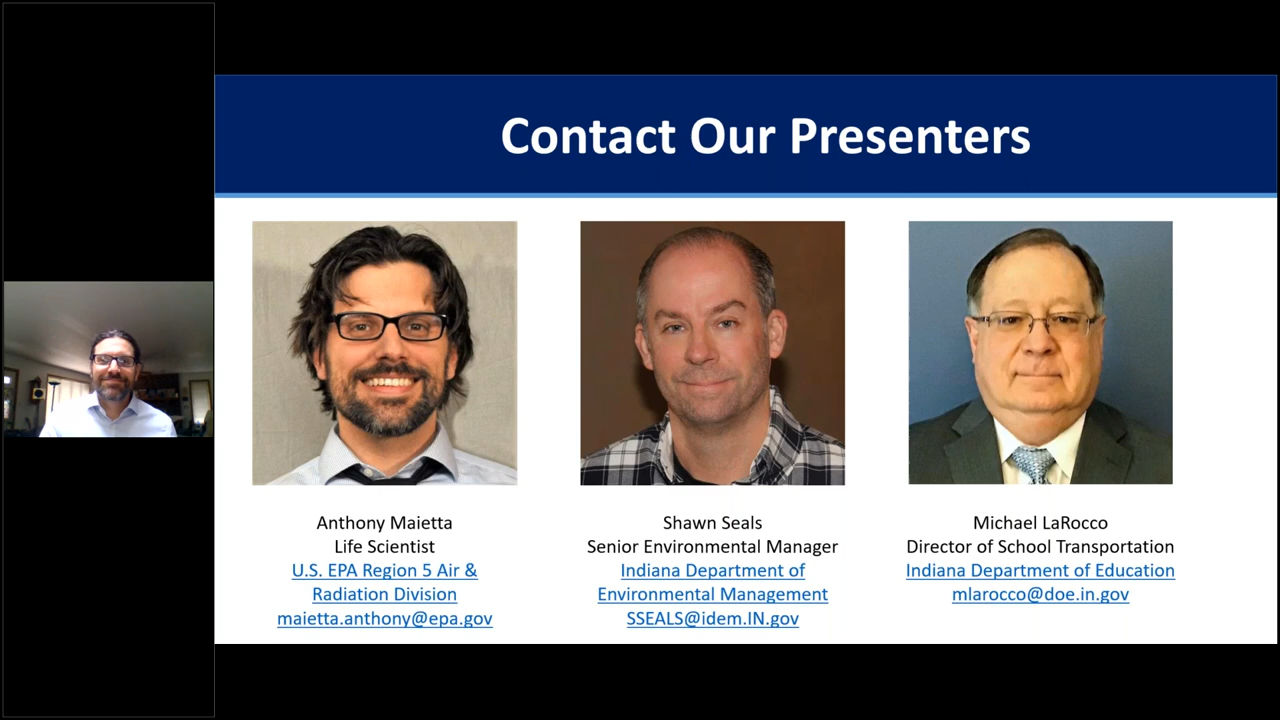 Contact Our Presenters
Anthony Maietta
Life Scientist
U.S. EPA Region 5 Air &
Radiation Division
maietta.anthony@epa.gov
Shawn Seals
Senior Environmental Manager
Indiana Department of
Environmental Management
SSEALS@idem.IN.gov
Michael LaRocco
Director of School Transportation
Indiana Department of Education
mlarocco@doe.in.gov